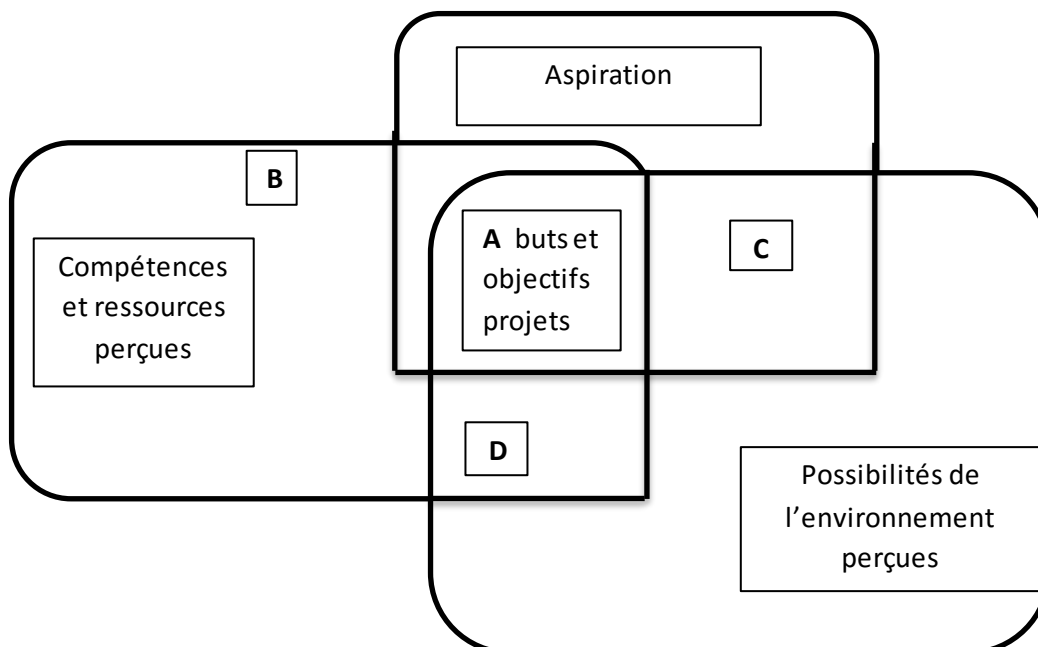 Aspiration
B
A buts et
objectifs
projets
C
Compétences
et ressources
perçues
D
Possibilités de
l’environnement
perçues